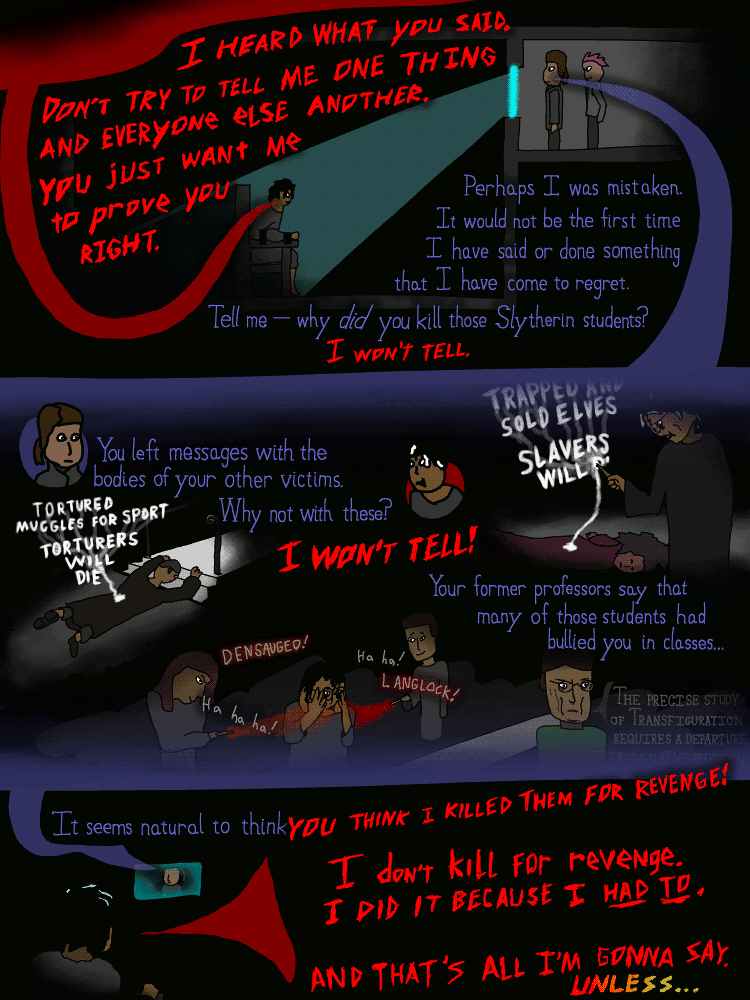 I HEARD WHAT YOU SAID.
DON'T TRY TO TELL ME ONE THING
AND EVERYONE ELSE ANOTHER.
YOU JUST WANT ME
to prove YOU
RIGHT.
Perhaps I was mistaken.
It would not be the first time
I have said or done something
that I have come to regret.
Tell me — why did you kill those Slytherin students?
I WON'T TELL.
You left messages with the
bodies of your other victims.
Why not with these?
TORTURED
MUGGLES FOR SPORT
TORTURERS
WILL
DIE
TRAPPED AND
SOLD ELVES
SLAVERS
WILL
I WON'T TELL!
Your former professors say that
many of those students had
bullied you in classes...
DENSAUGEO!
Ha ha!
LANGLOCK!
Ha ha ha!
THE PRECISE STUDY
OF TRANSFIGURATION
REQUIRES A DEPARTURE
It seems natural to think
YOU THINK I KILLED THEM FOR REVENGE!
I don't kill for revenge.
I DID IT BECAUSE I HAD TO.
AND THAT'S ALL I'M GONNA SAY.
UNLESS...